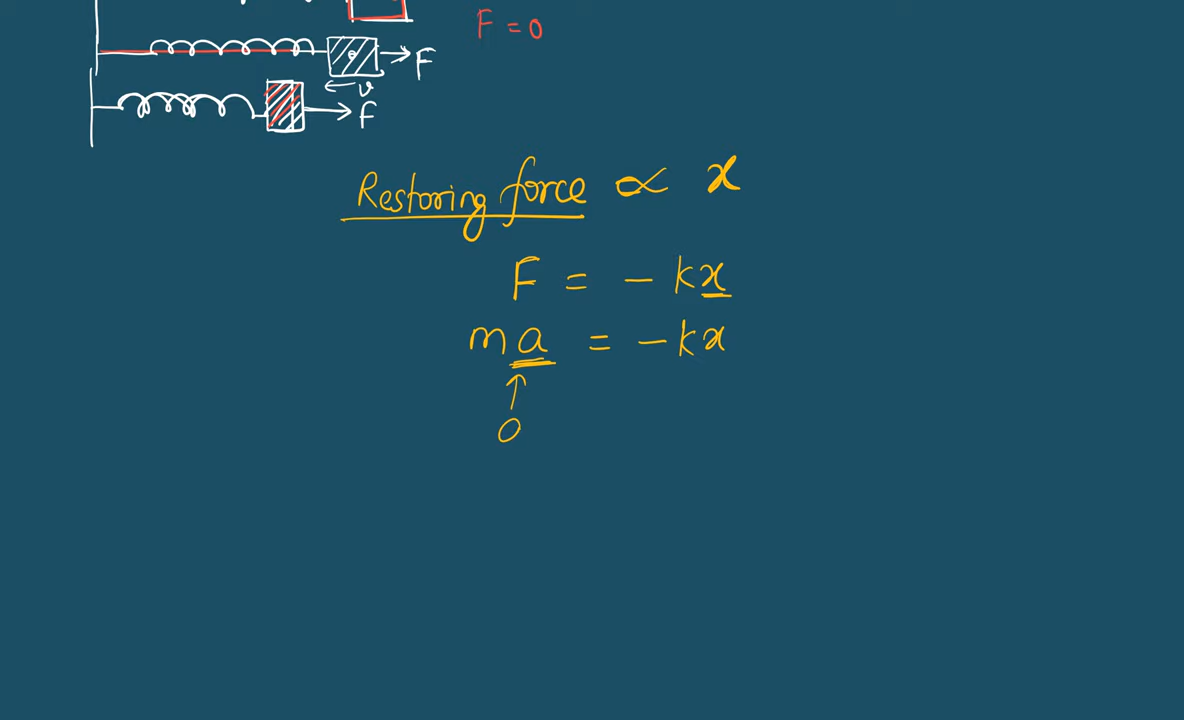 F = 0
F
v
F
Restoring force ∝ x
F = - kx
ma = - kx
↑
0